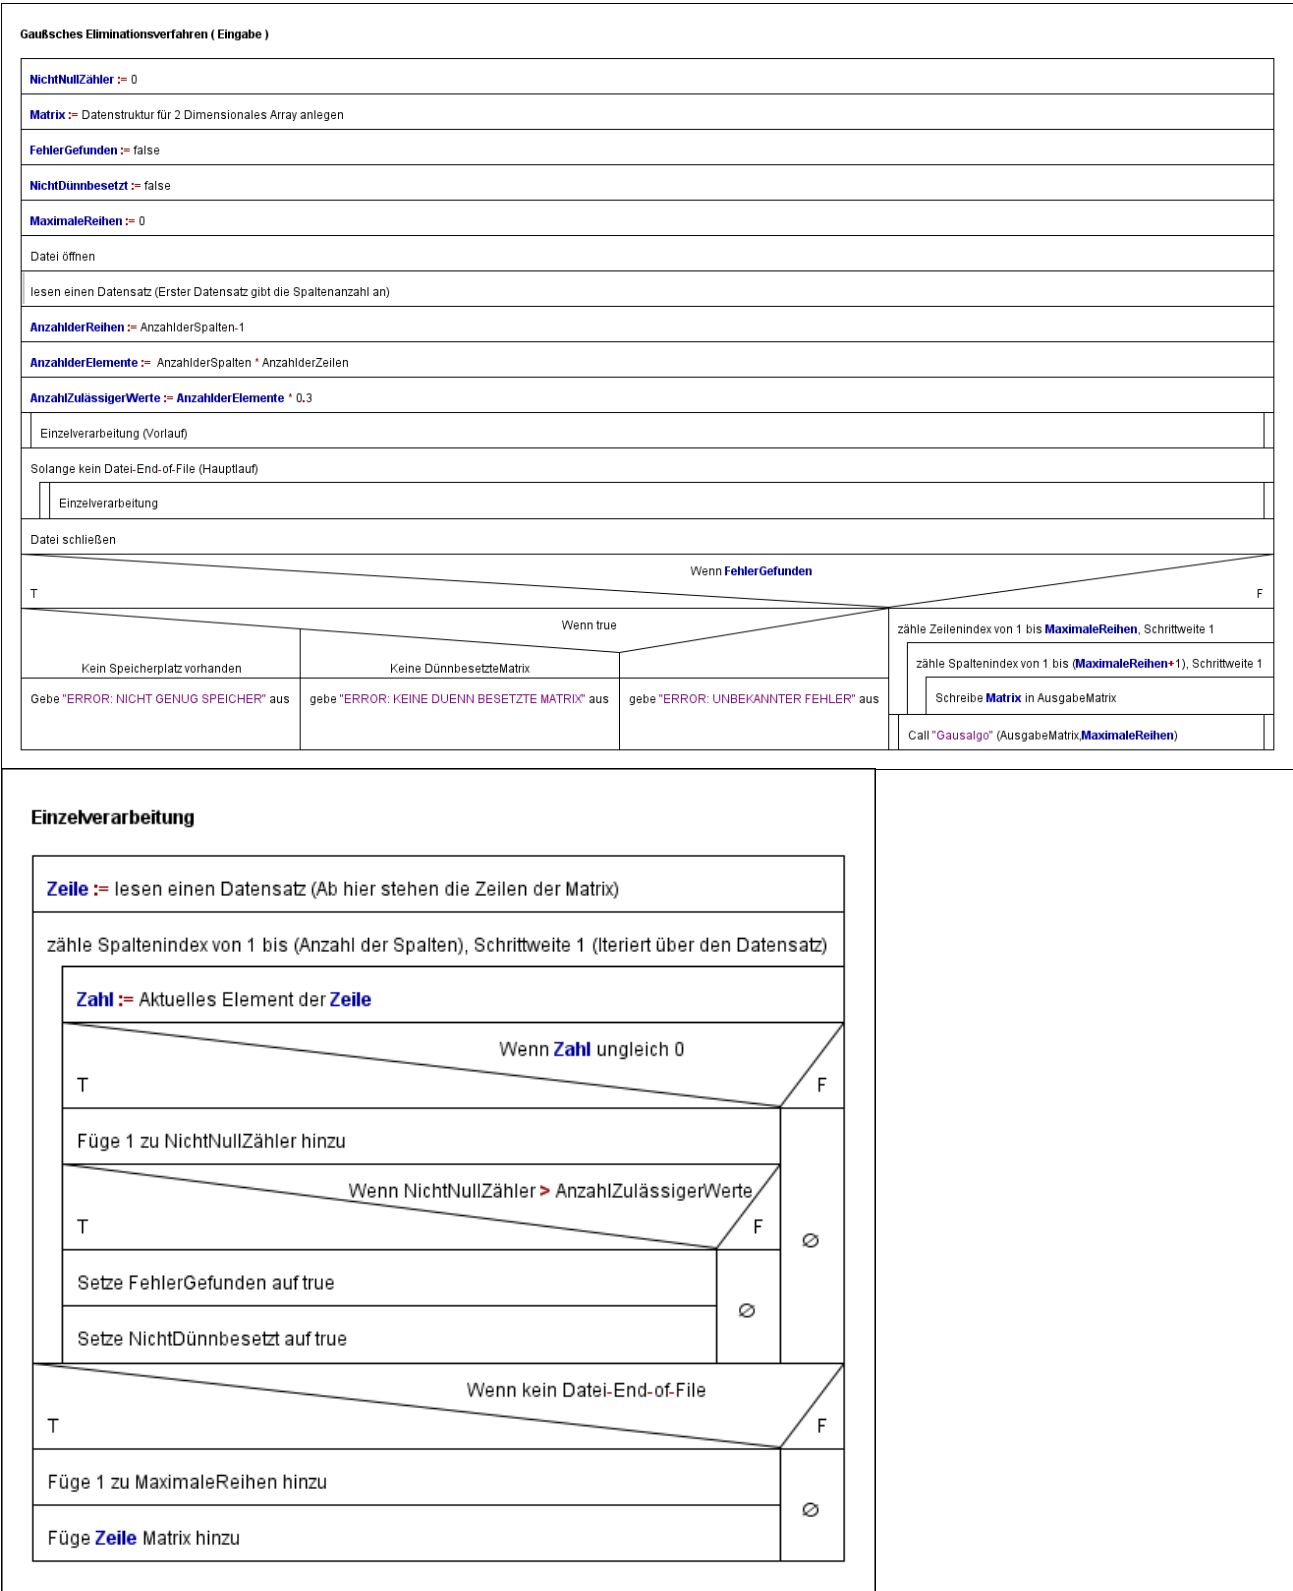 Gaußsches Eliminationsverfahren ( Eingabe )
NichtNullZähler := 0
Matrix := Datenstruktur für 2 Dimensionales Array anlegen
FehlerGefunden := false
NichtDünnbesetzt := false
MaximaleReihen := 0
Datei öffnen
lesen einen Datensatz (Erster Datensatz gibt die Spaltenanzahl an)
AnzahlderReihen := AnzahlderSpalten-1
AnzahlderElemente := AnzahlderSpalten * AnzahlderZeilen
AnzahlZulässigerWerte := AnzahlderElemente * 0.3
Einzelverarbeitung (Vorlauf)
Solange kein Datei-End-of-File (Hauptlauf)
Einzelverarbeitung
Datei schließen
Wenn FehlerGefunden
T
F
Wenn true
Kein Speicherplatz vorhanden
Keine DünnbesetzteMatrix
Gebe "ERROR: NICHT GENUG SPEICHER" aus
gebe "ERROR: KEINE DUENN BESETZTE MATRIX" aus
gebe "ERROR: UNBEKANNTER FEHLER" aus
zähle Zeilenindex von 1 bis MaximaleReihen, Schrittweite 1
zähle Spaltenindex von 1 bis (MaximaleReihen+1), Schrittweite 1
Schreibe Matrix in AusgabeMatrix
Call "Gausalgo" (AusgabeMatrix,MaximaleReihen)
Einzelverarbeitung
Zeile := lesen einen Datensatz (Ab hier stehen die Zeilen der Matrix)
zähle Spaltenindex von 1 bis (Anzahl der Spalten), Schrittweite 1 (Iteriert über den Datensatz)
Zahl := Aktuelles Element der Zeile
Wenn Zahl ungleich 0
T
F
Füge 1 zu NichtNullZähler hinzu
Wenn NichtNullZähler > AnzahlZulässigerWerte
T
F
∅
Setze FehlerGefunden auf true
∅
Setze NichtDünnbesetzt auf true
Wenn kein Datei-End-of-File
T
F
Füge 1 zu MaximaleReihen hinzu
∅
Füge Zeile Matrix hinzu